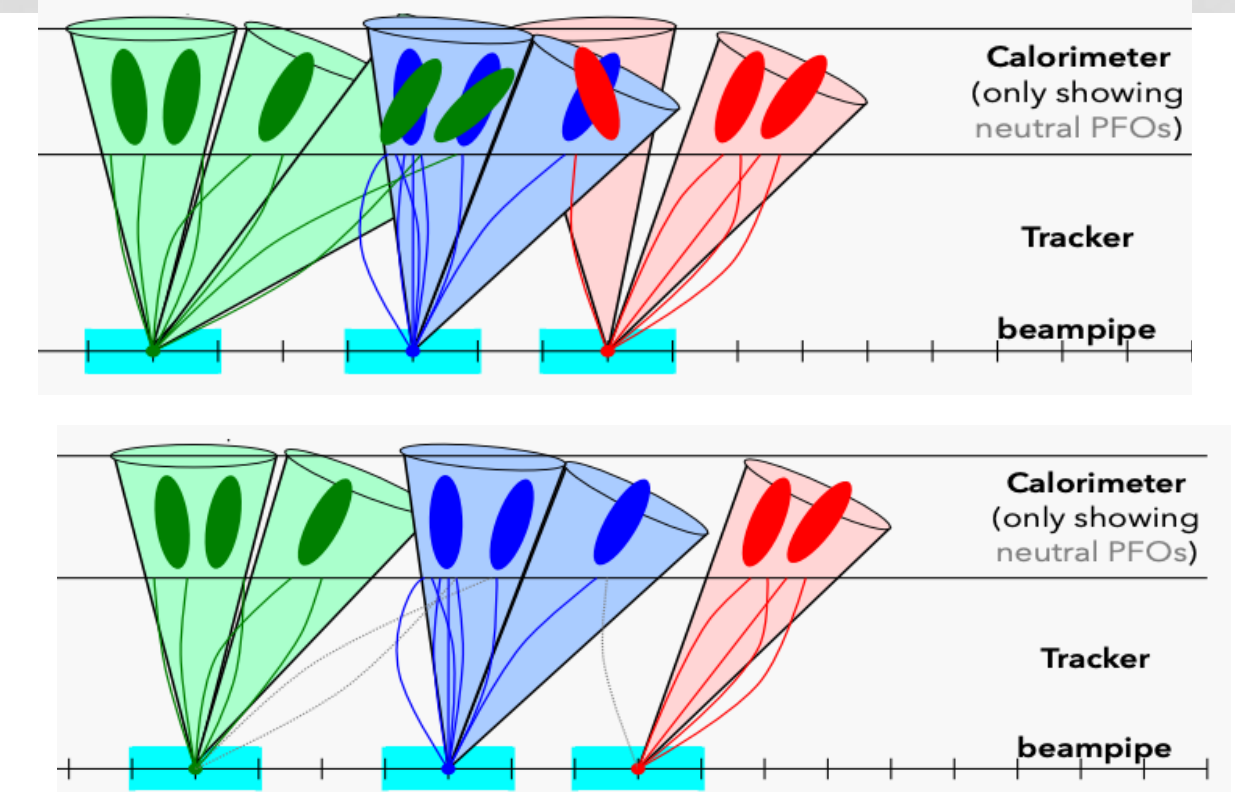 Calorimeter
(only showing
neutral PFOs)
Tracker
beampipe
Calorimeter
(only showing
neutral PFOs)
Tracker
beampipe